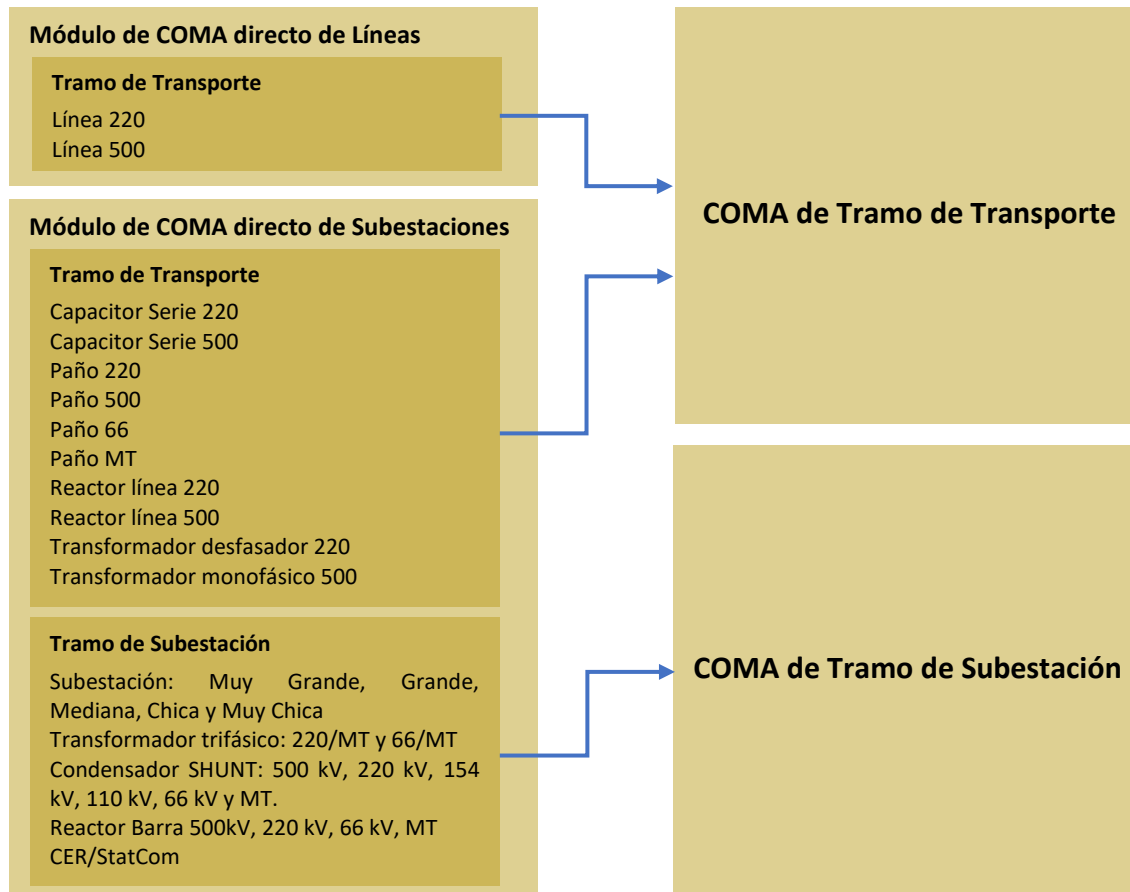 Módulo de COMA directo de Líneas
Tramo de Transporte
Línea 220
Línea 500
Módulo de COMA directo de Subestaciones
Tramo de Transporte
Capacitor Serie 220
Capacitor Serie 500
Paño 220
Paño 500
Paño 66
Paño MT
Reactor línea 220
Reactor línea 500
Transformador desfasador 220
Transformador monofásico 500
Tramo de Subestación
Subestación: Muy Grande, Grande,
Mediana, Chica y Muy Chica
Transformador trifásico: 220/MT y 66/MT
Condensador SHUNT: 500 kV, 220 kV, 154
kV, 110 kV, 66 kV y MT.
Reactor Barra 500kV, 220 kV, 66 kV, MT
CER/StatCom
COMA de Tramo de Transporte
COMA de Tramo de Subestación